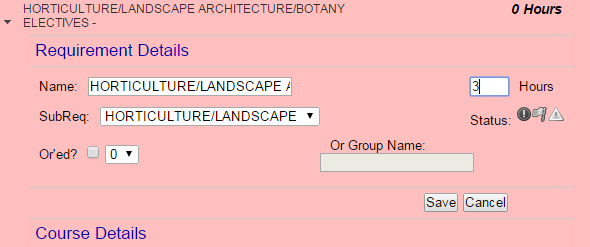 HORTICULTURE/LANDSCAPE ARCHITECTURE/BOTANY 0 Hours
ELECTIVES -
Requirement Details
Name: HORTICULTURE/LANDSCAPE A 3 Hours
SubReq: HORTICULTURE/LANDSCAPE Status:
Or'ed? 0 Or Group Name:
Save Cancel
Course Details